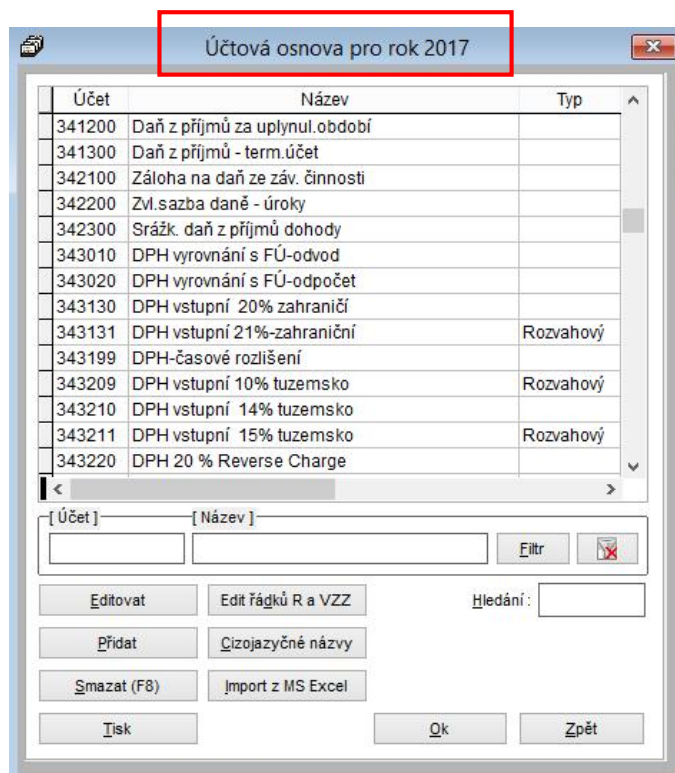 Účtová osnova pro rok 2017
Účet Název Typ
341200 Daň z příjmů za uplynul.období
341300 Daň z příjmů - term.účet
342100 Záloha na daň ze záv. činnosti
342200 Zvl.sazba daně - úroky
342300 Srážk. daň z příjmů dohody
343010 DPH vyrovnání s FÚ-odvod
343020 DPH vyrovnání s FÚ-odpočet
343130 DPH vstupní 20% zahraničí
343131 DPH vstupní 21%-zahraniční Rozvahový
343199 DPH-časové rozlišení
343209 DPH vstupní 10% tuzemsko Rozvahový
343210 DPH vstupní 14% tuzemsko
343211 DPH vstupní 15% tuzemsko Rozvahový
343220 DPH 20 % Reverse Charge
[ Účet ] [ Název ]
Filtr
Editovat Edit řádků R a VZZ Hledání :
Přidat Cizojazyčné názvy
Smazat (F8) Import z MS Excel
Tisk Ok Zpět